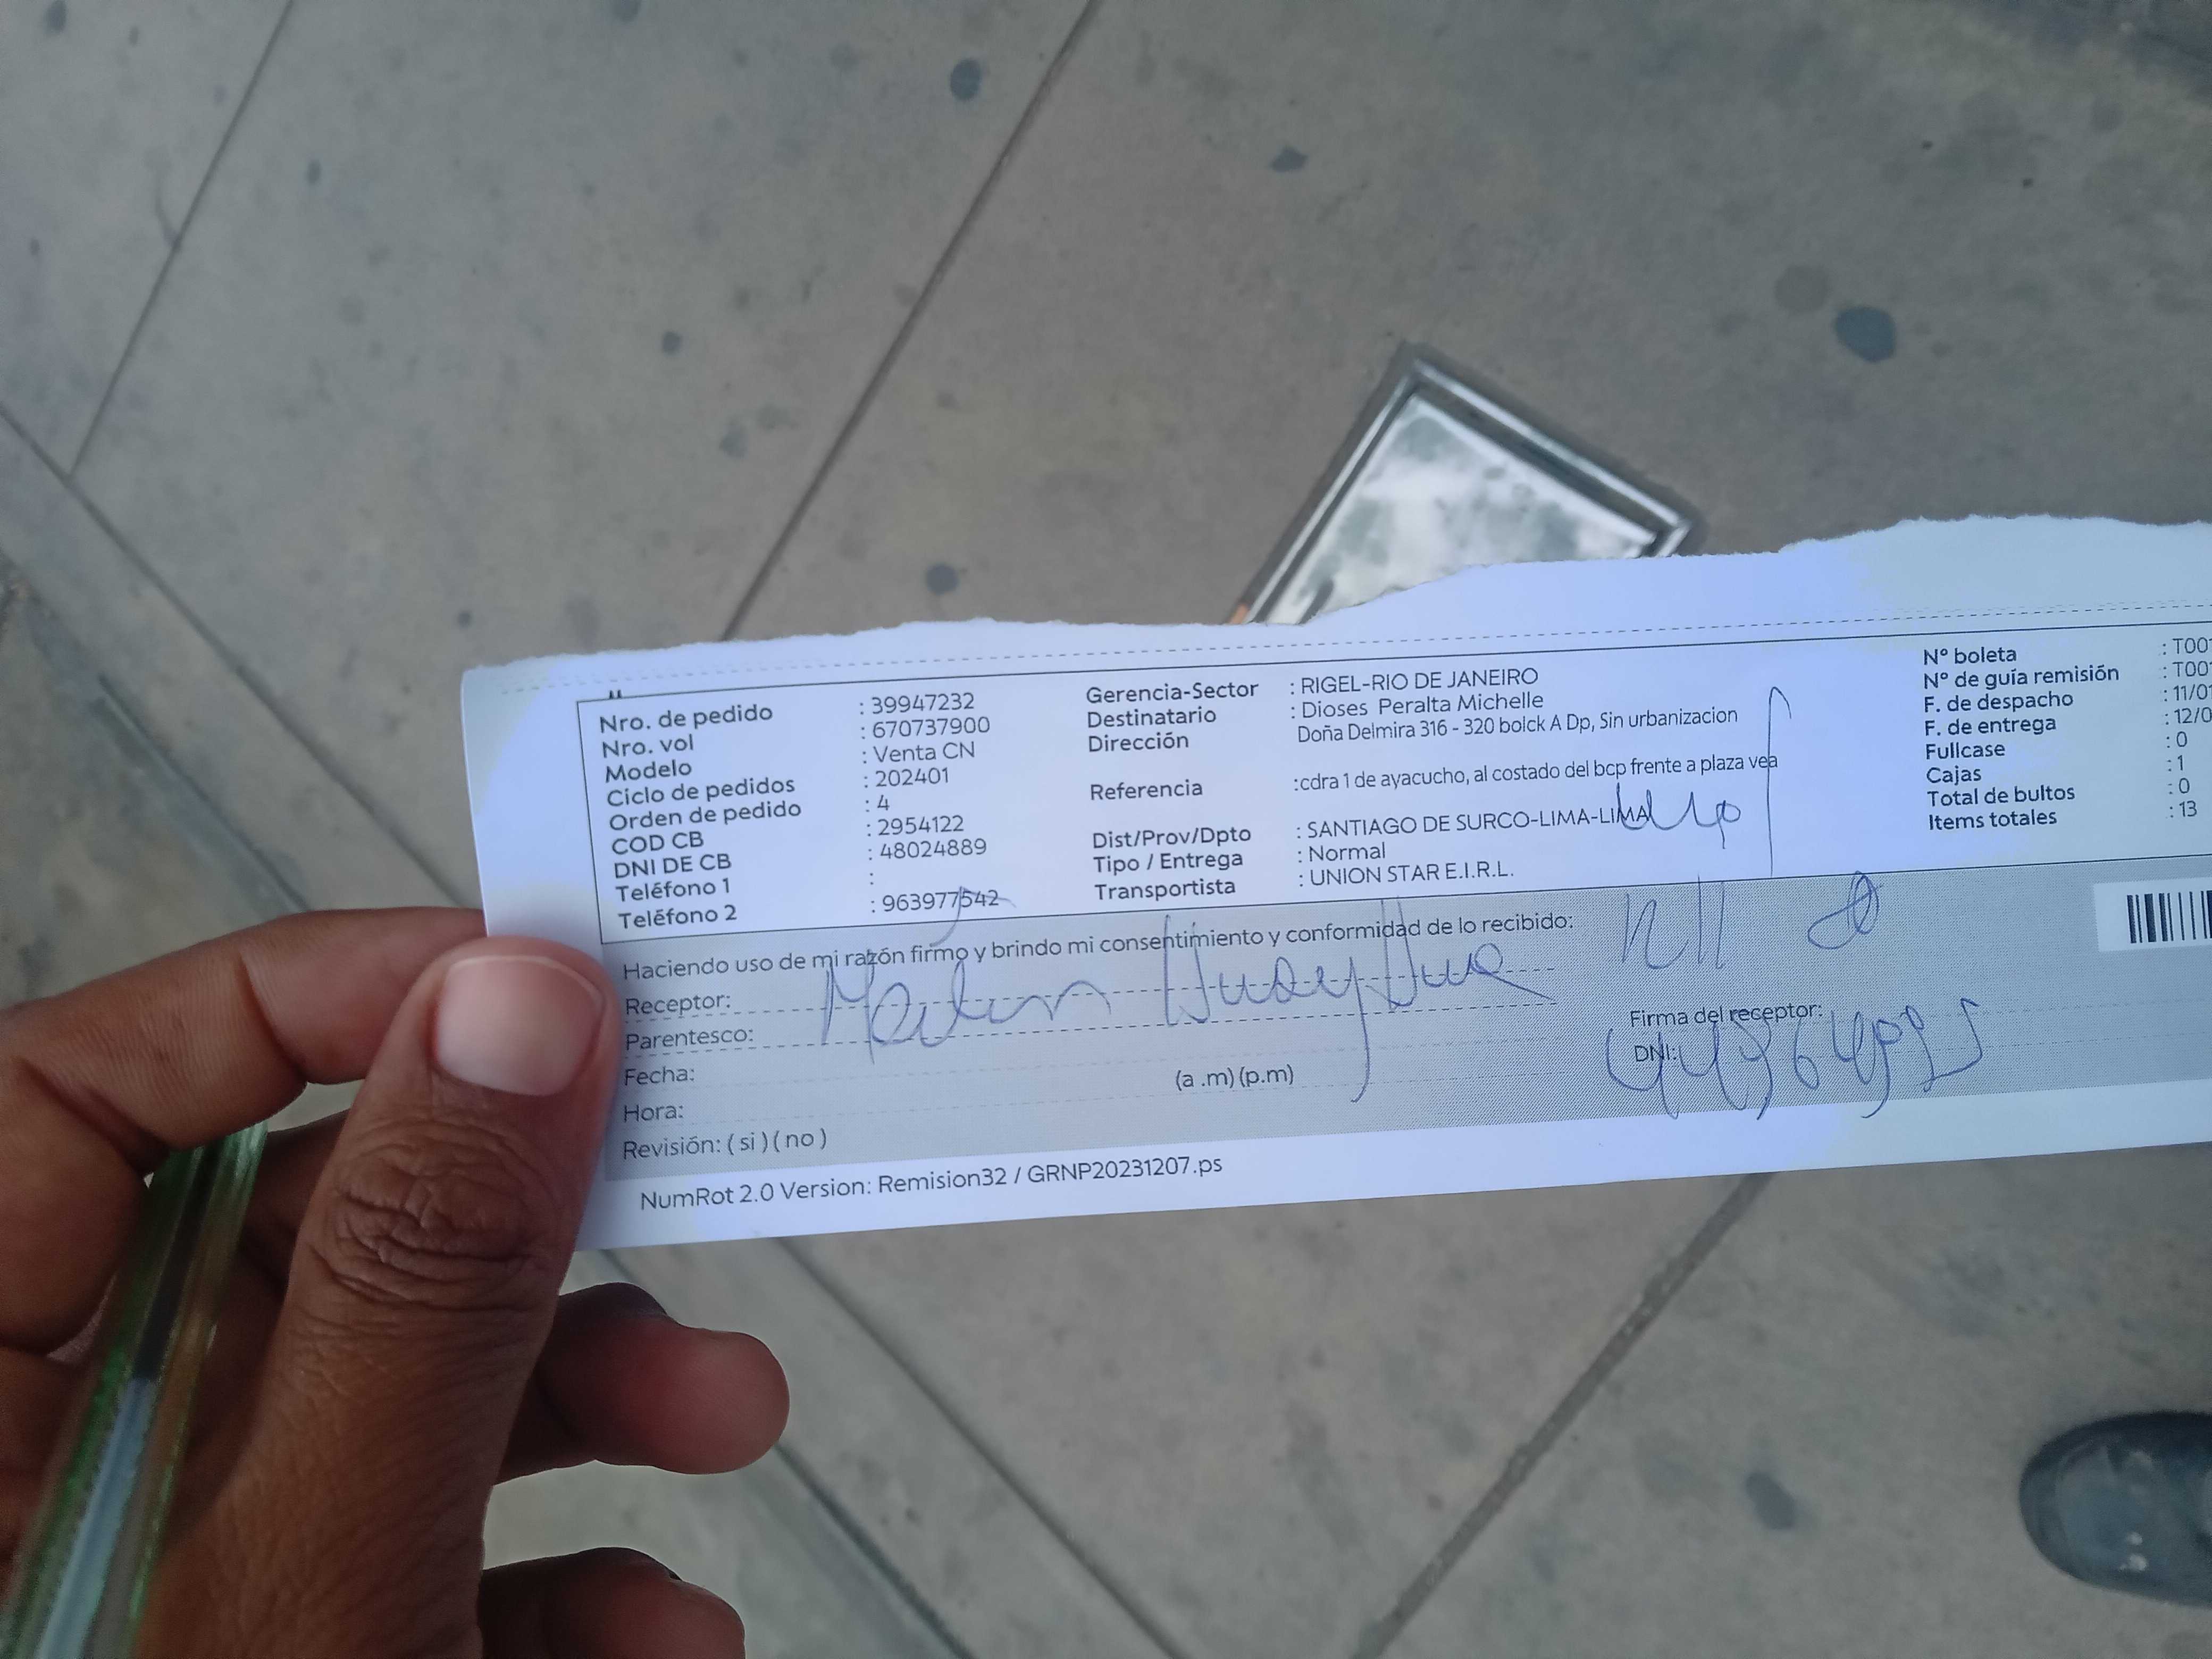 Nro. de pedido : 39947232
Nro. vol : 670737900
Modelo : Venta CN
Ciclo de pedidos : 202401
Orden de pedido : 4
COD CB : 2954122
DNI DE CB : 48024889
Teléfono 1 :
Teléfono 2 : 963977542
Gerencia-Sector : RIGEL-RIO DE JANEIRO
Destinatario : Dioses Peralta Michelle
Dirección Doña Delmira 316 - 320 bolck A Dp, Sin urbanizacion
Referencia :cdra 1 de ayacucho, al costado del bcp frente a plaza vea
Dist/Prov/Dpto : SANTIAGO DE SURCO-LIMA-LIMA
Tipo / Entrega : Normal
Transportista : UNION STAR E.I.R.L.
N° boleta : T001
N° de guía remisión : T001
F. de despacho : 11/01
F. de entrega : 12/0
Fullcase : 0
Cajas : 1
Total de bultos : 0
Items totales : 13
Haciendo uso de mi razón firmo y brindo mi consentimiento y conformidad de lo recibido:
Receptor:
Parentesco:
Fecha:
Hora: (a .m) (p.m)
Revisión: ( si ) ( no )
Firma del receptor:
DNI:
NumRot 2.0 Version: Remision32 / GRNP20231207.ps